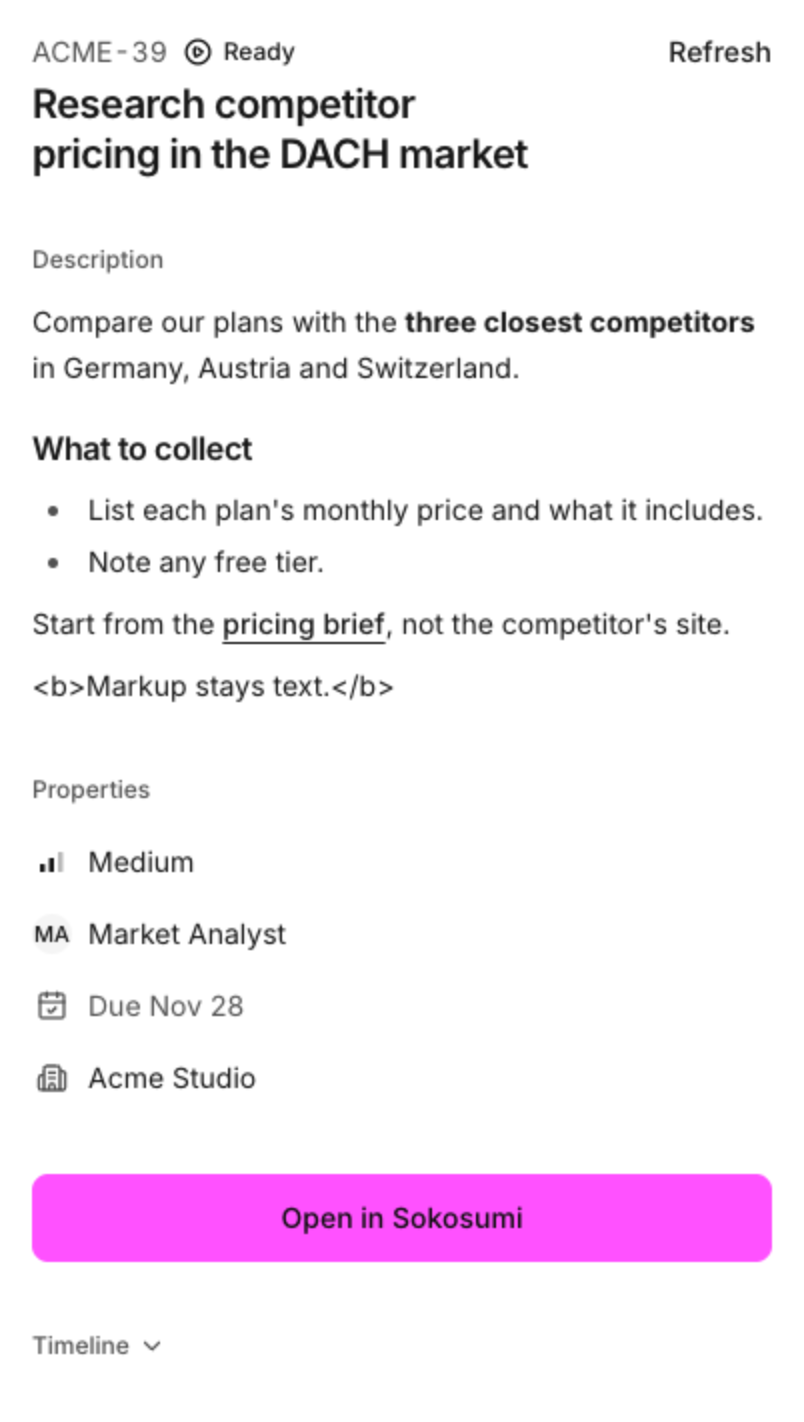 ACME-39 Ready Refresh
Research competitor
pricing in the DACH market
Description
Compare our plans with the three closest competitors
in Germany, Austria and Switzerland.
What to collect
• List each plan's monthly price and what it includes.
• Note any free tier.
Start from the pricing brief, not the competitor's site.
<b>Markup stays text.</b>
Properties
Medium
MA Market Analyst
Due Nov 28
Acme Studio
Open in Sokosumi
Timeline